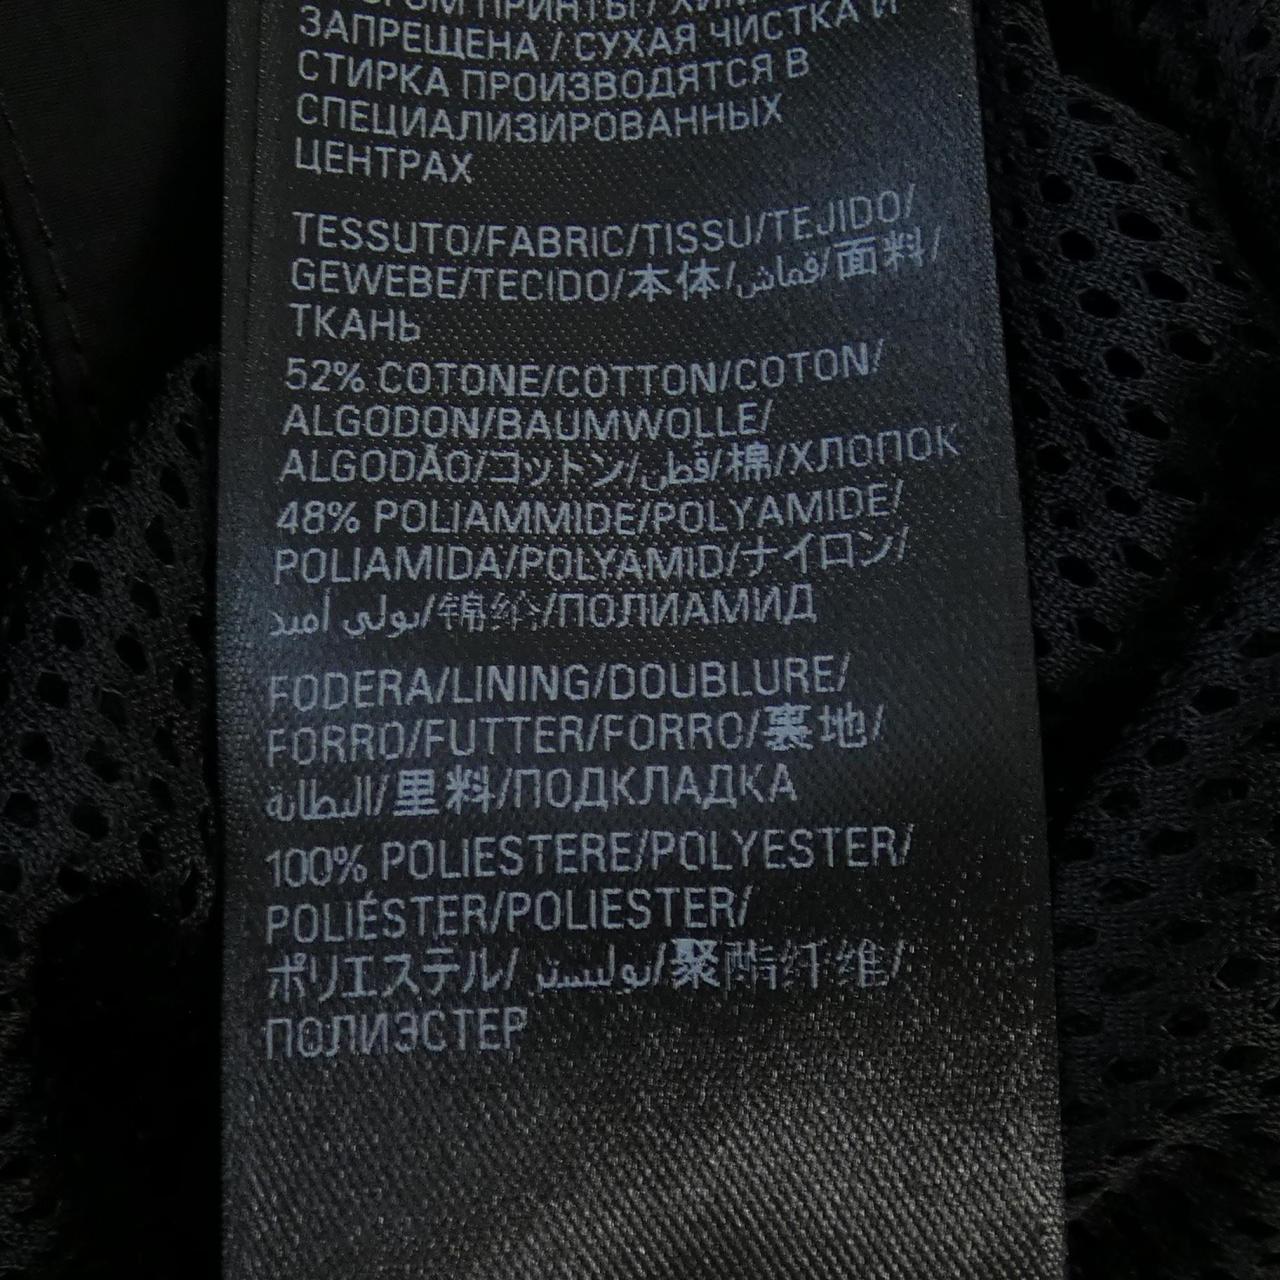 ПРИНТЫ /
ЗАПРЕЩЕНА / СУХАЯ ЧИСТКА И
СТИРКА ПРОИЗВОДЯТСЯ В
СПЕЦИАЛИЗИРОВАННЫХ
ЦЕНТРАХ
TESSUTO/FABRIC/TISSU/TEJIDO/
GEWEBE/TECIDO/本体/قماش/面料/
ТКАНЬ
52% COTONE/COTTON/COTON/
ALGODON/BAUMWOLLE/
ALGODÃO/コットン/قطن/棉/ХЛОПОК
48% POLIAMMIDE/POLYAMIDE/
POLIAMIDA/POLYAMID/ナイロン/
بولي أميد/锦纶/ПОЛИАМИД
FODERA/LINING/DOUBLURE/
FORRO/FUTTER/FORRO/裏地/
البطانة/里料/ПОДКЛАДКА
100% POLIESTERE/POLYESTER/
POLIÉSTER/POLIESTER/
ポリエステル/بوليستر/聚酯纤维/
ПОЛИЭСТЕР